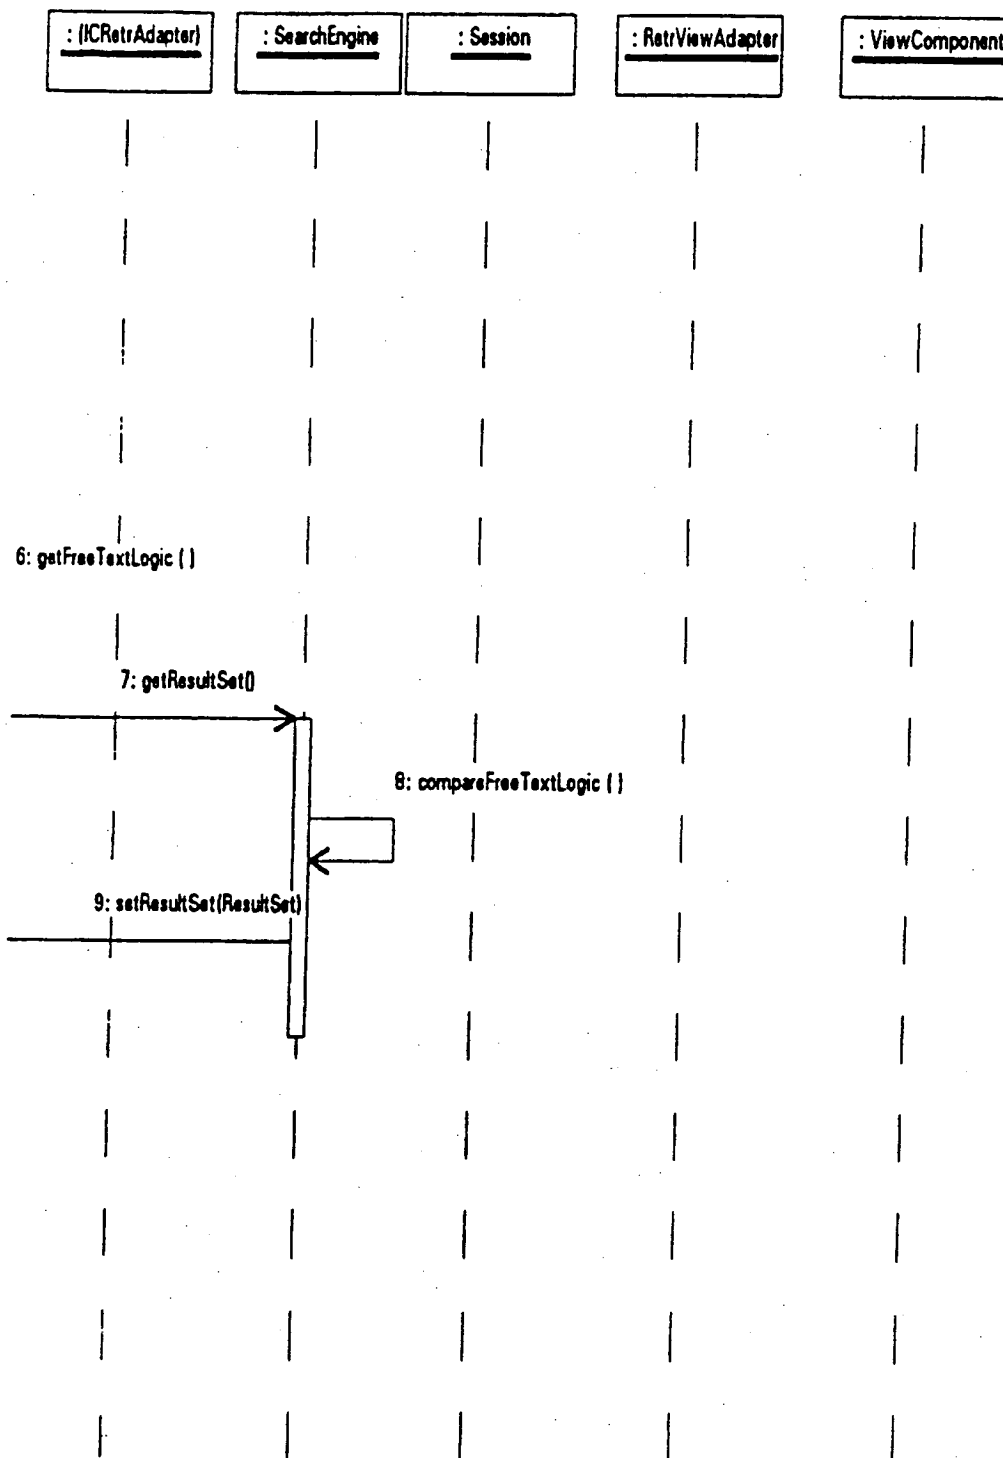 : (ICRetrAdapter)
: SearchEngine
: Session
: RetrViewAdapter
: ViewComponent
6: getFreeTextLogic ( )
7: getResultSet()
8: compareFreeTextLogic ( )
9: setResultSet(ResultSet)